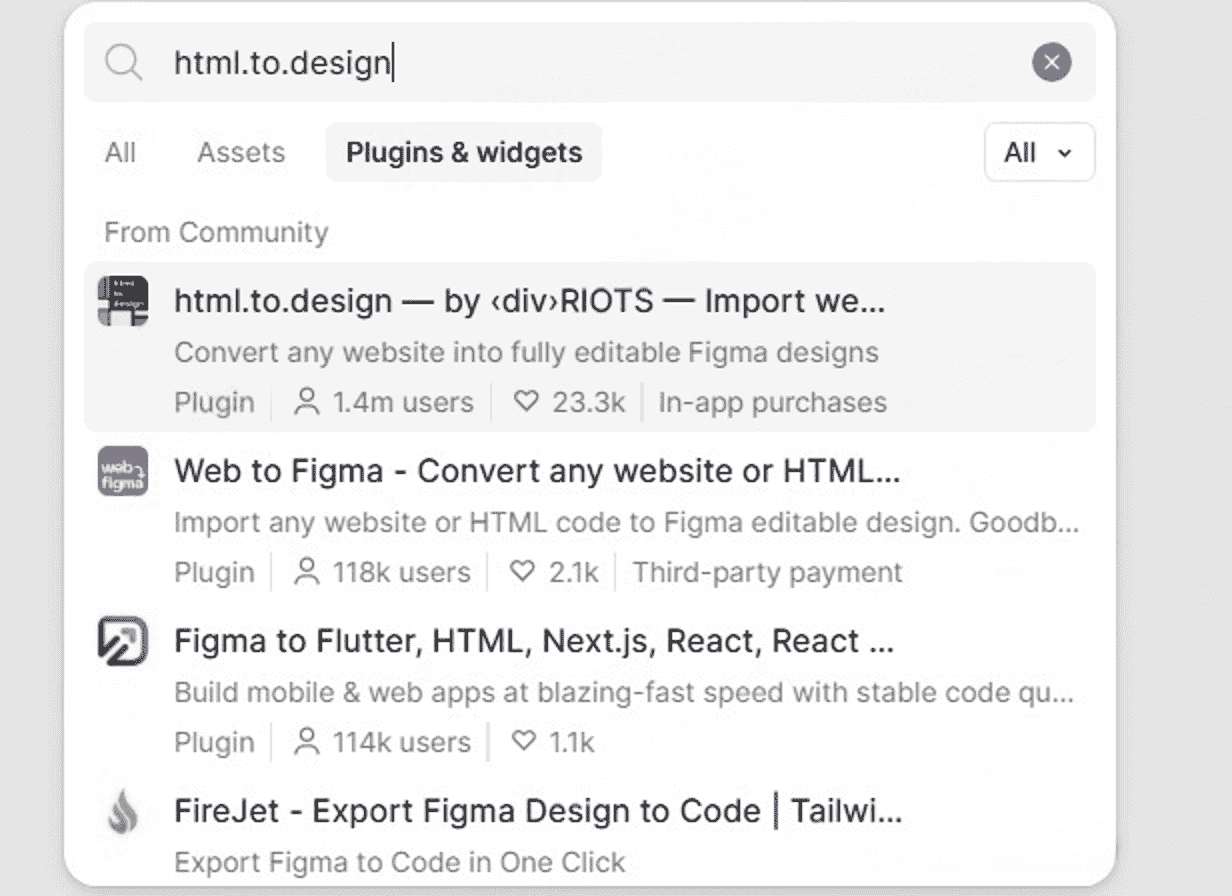 html.to.design
All Assets Plugins & widgets All
From Community
html.to.design — by ‹div›RIOTS — Import we...
Convert any website into fully editable Figma designs
Plugin 1.4m users 23.3k In-app purchases
web
figma
Web to Figma - Convert any website or HTML...
Import any website or HTML code to Figma editable design. Goodb...
Plugin 118k users 2.1k Third-party payment
Figma to Flutter, HTML, Next.js, React, React ...
Build mobile & web apps at blazing-fast speed with stable code qu...
Plugin 114k users 1.1k
FireJet - Export Figma Design to Code | Tailwi...
Export Figma to Code in One Click